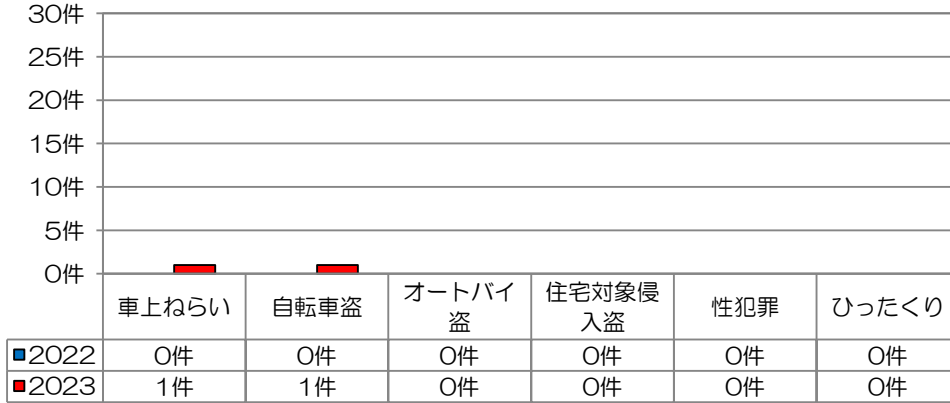 30件
25件
20件
15件
10件
5件
0件
車上ねらい 自転車盗 オートバイ盗 住宅対象侵入盗 性犯罪 ひったくり
2022 0件 0件 0件 0件 0件 0件
2023 1件 1件 0件 0件 0件 0件